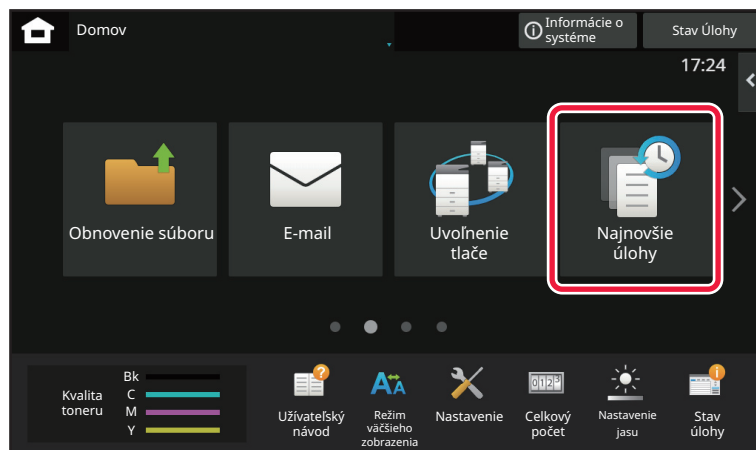 Domov
Informácie o
systéme
Stav Úlohy
17:24
Obnovenie súboru
E-mail
Uvoľnenie
tlače
Najnovšie
úlohy
Kvalita
toneru
Bk
C
M
Y
Užívateľský
návod
Režim
väčšieho
zobrazenia
Nastavenie
Celkový
počet
Nastavenie
jasu
Stav
úlohy